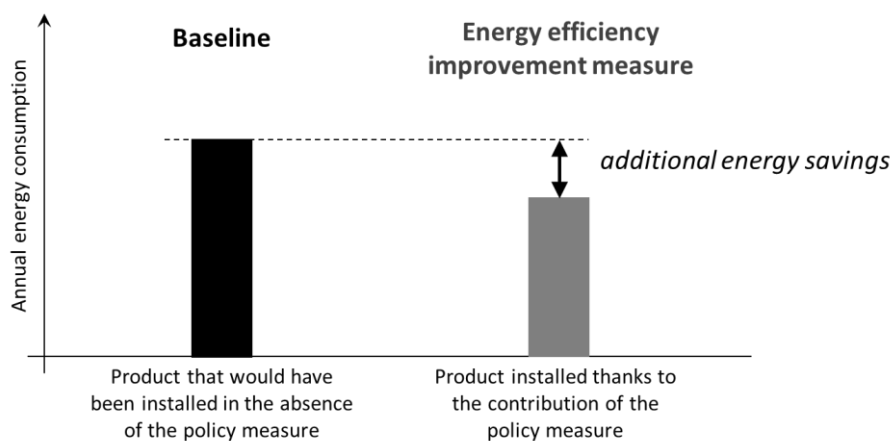 Baseline
Energy efficiency
improvement measure
Annual energy consumption
additional energy savings
Product that would have
been installed in the absence
of the policy measure
Product installed thanks to
the contribution of the
policy measure